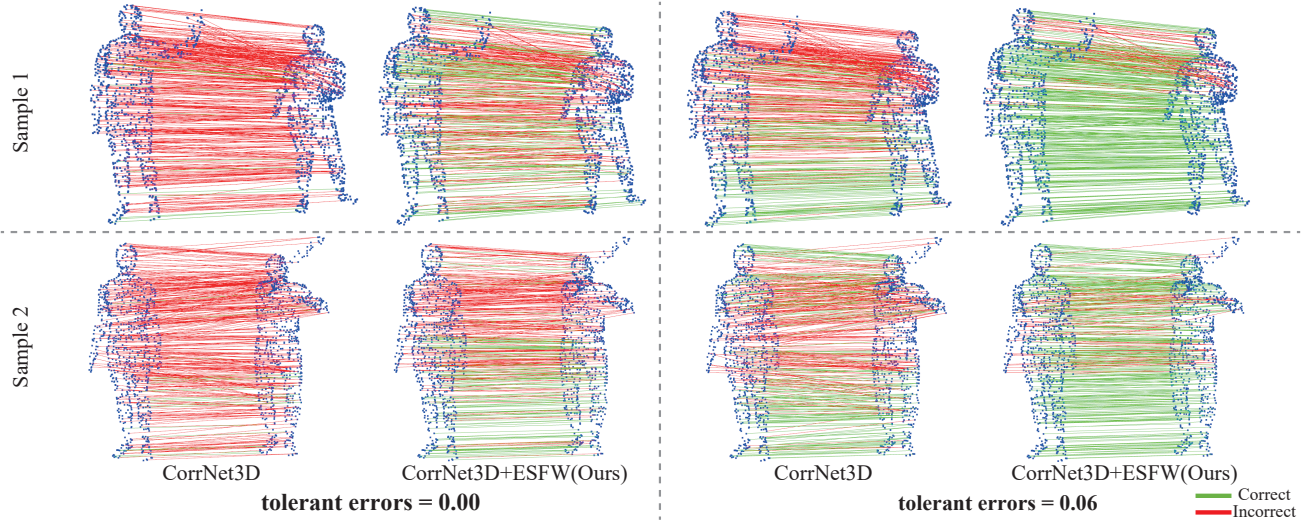 Sample 1
Sample 2
CorrNet3D
CorrNet3D+ESFW(Ours)
CorrNet3D
CorrNet3D+ESFW(Ours)
tolerant errors = 0.00
tolerant errors = 0.06
Correct
Incorrect